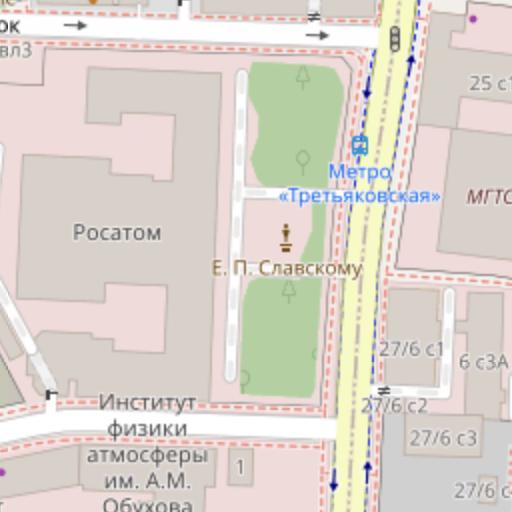 ок
вл3
25 с1
Метро
«Третьяковская»
МГТС
Росатом
Е. П. Славскому
27/6 с1
6 с3А
Институт
физики
атмосферы
им. А.М.
Обухова
27/6 с2
27/6 с3
1
27/6 с4